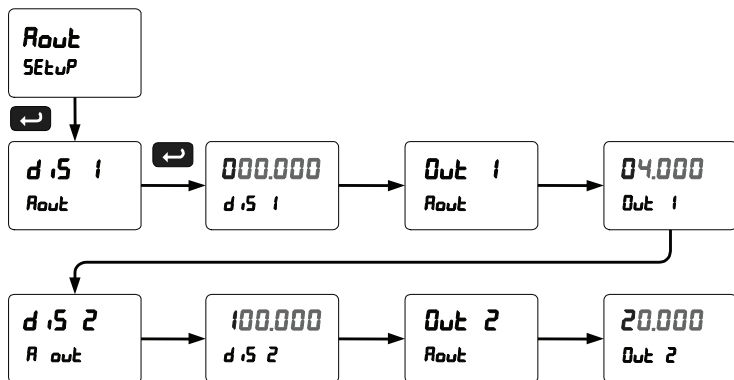 Aout
SEtuP
diS 1
Aout
000.000
diS 1
Out 1
Aout
04.000
Out 1
diS 2
A out
100.000
diS 2
Out 2
Aout
20.000
Out 2